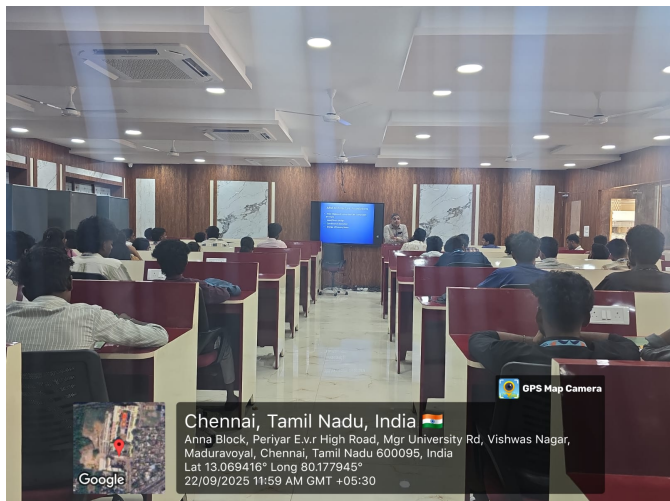 GPS Map Camera
Chennai, Tamil Nadu, India
Anna Block, Periyar E.v.r High Road, Mgr University Rd, Vishwas Nagar,
Maduravoyal, Chennai, Tamil Nadu 600095, India
Lat 13.069416° Long 80.177945°
22/09/2025 11:59 AM GMT +05:30
Google